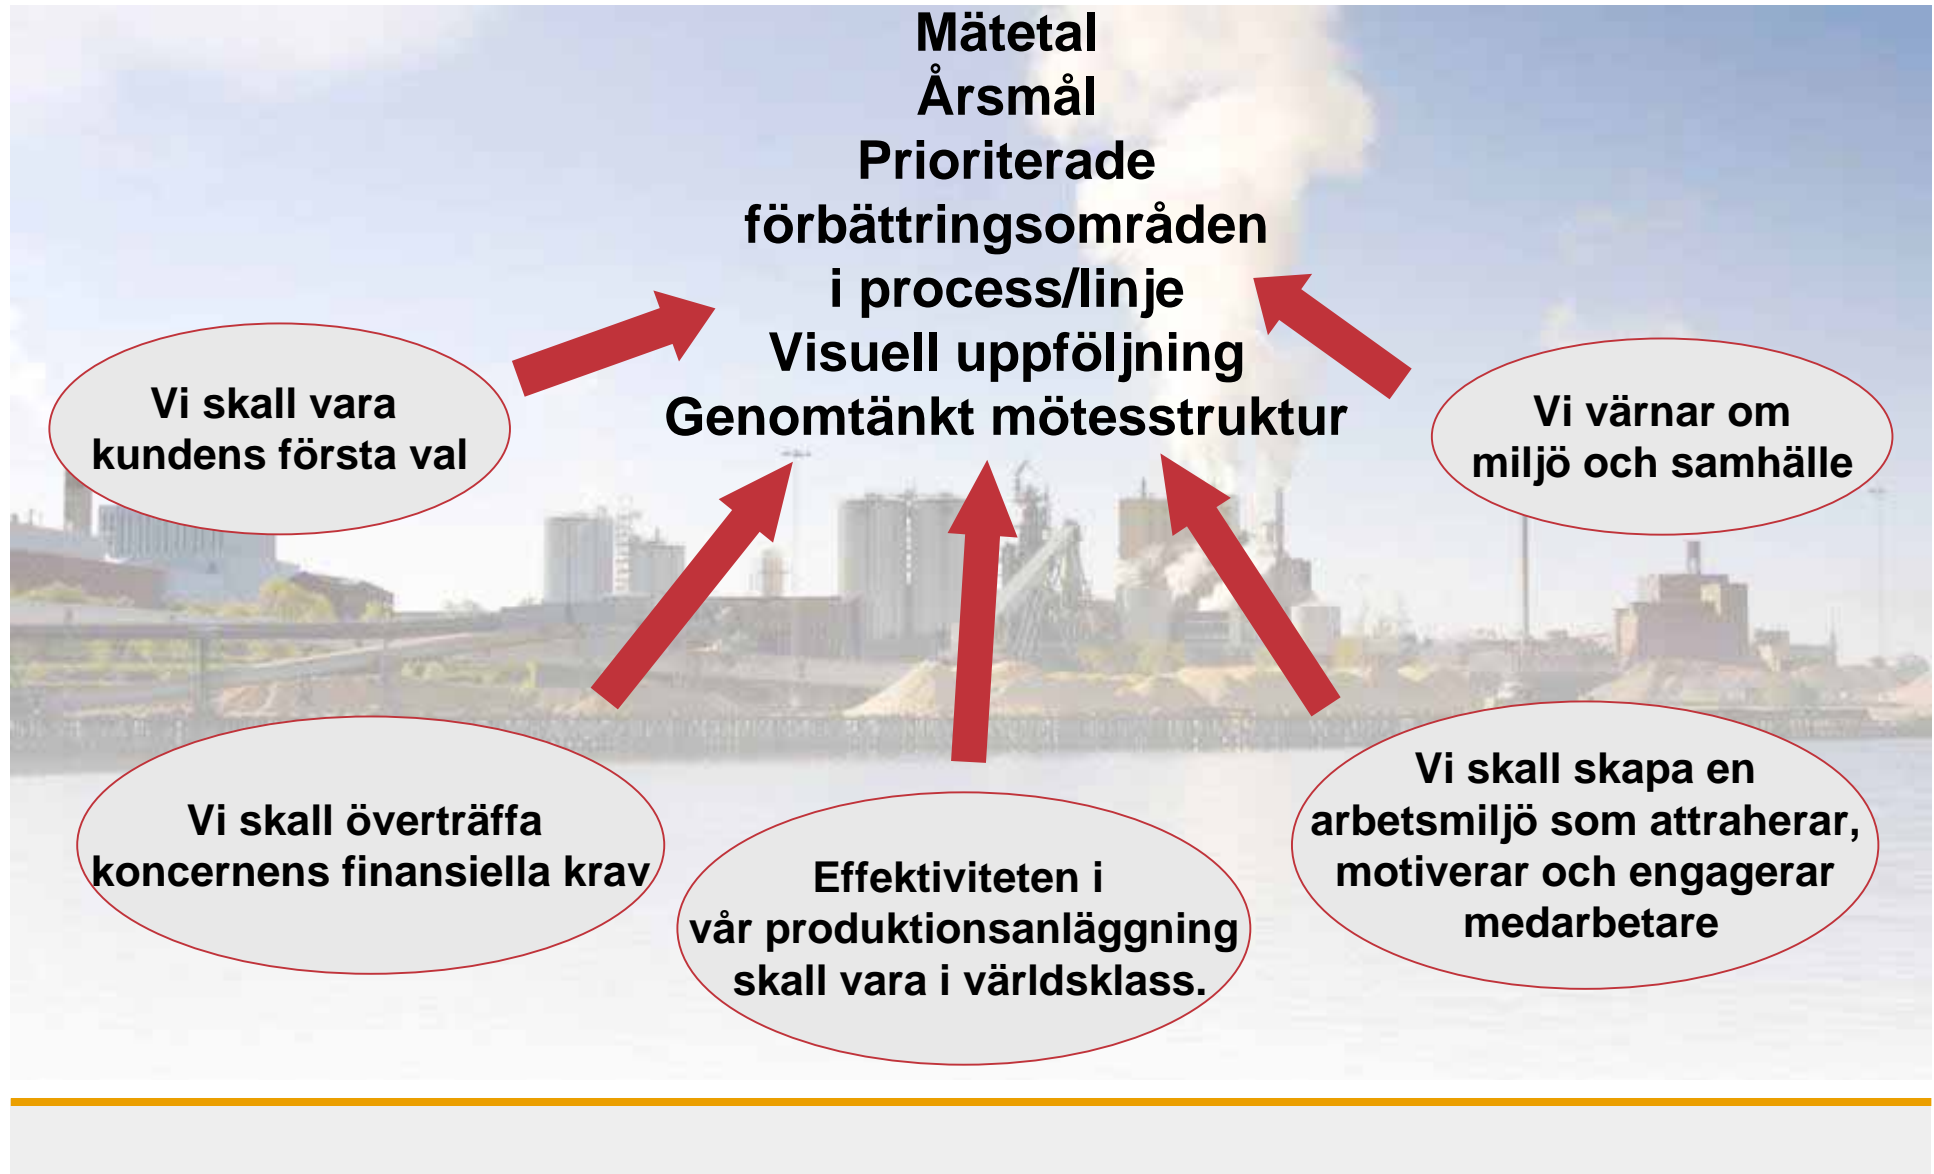 Mätetal
Årsmål
Prioriterade
förbättringsområden
i process/linje
Visuell uppföljning
Genomtänkt mötesstruktur
Vi skall vara
kundens första val
Vi värnar om
miljö och samhälle
Vi skall överträffa
koncernens finansiella krav
Effektiviteten i
vår produktionsanläggning
skall vara i världsklass.
Vi skall skapa en
arbetsmiljö som attraherar,
motiverar och engagerar
medarbetare